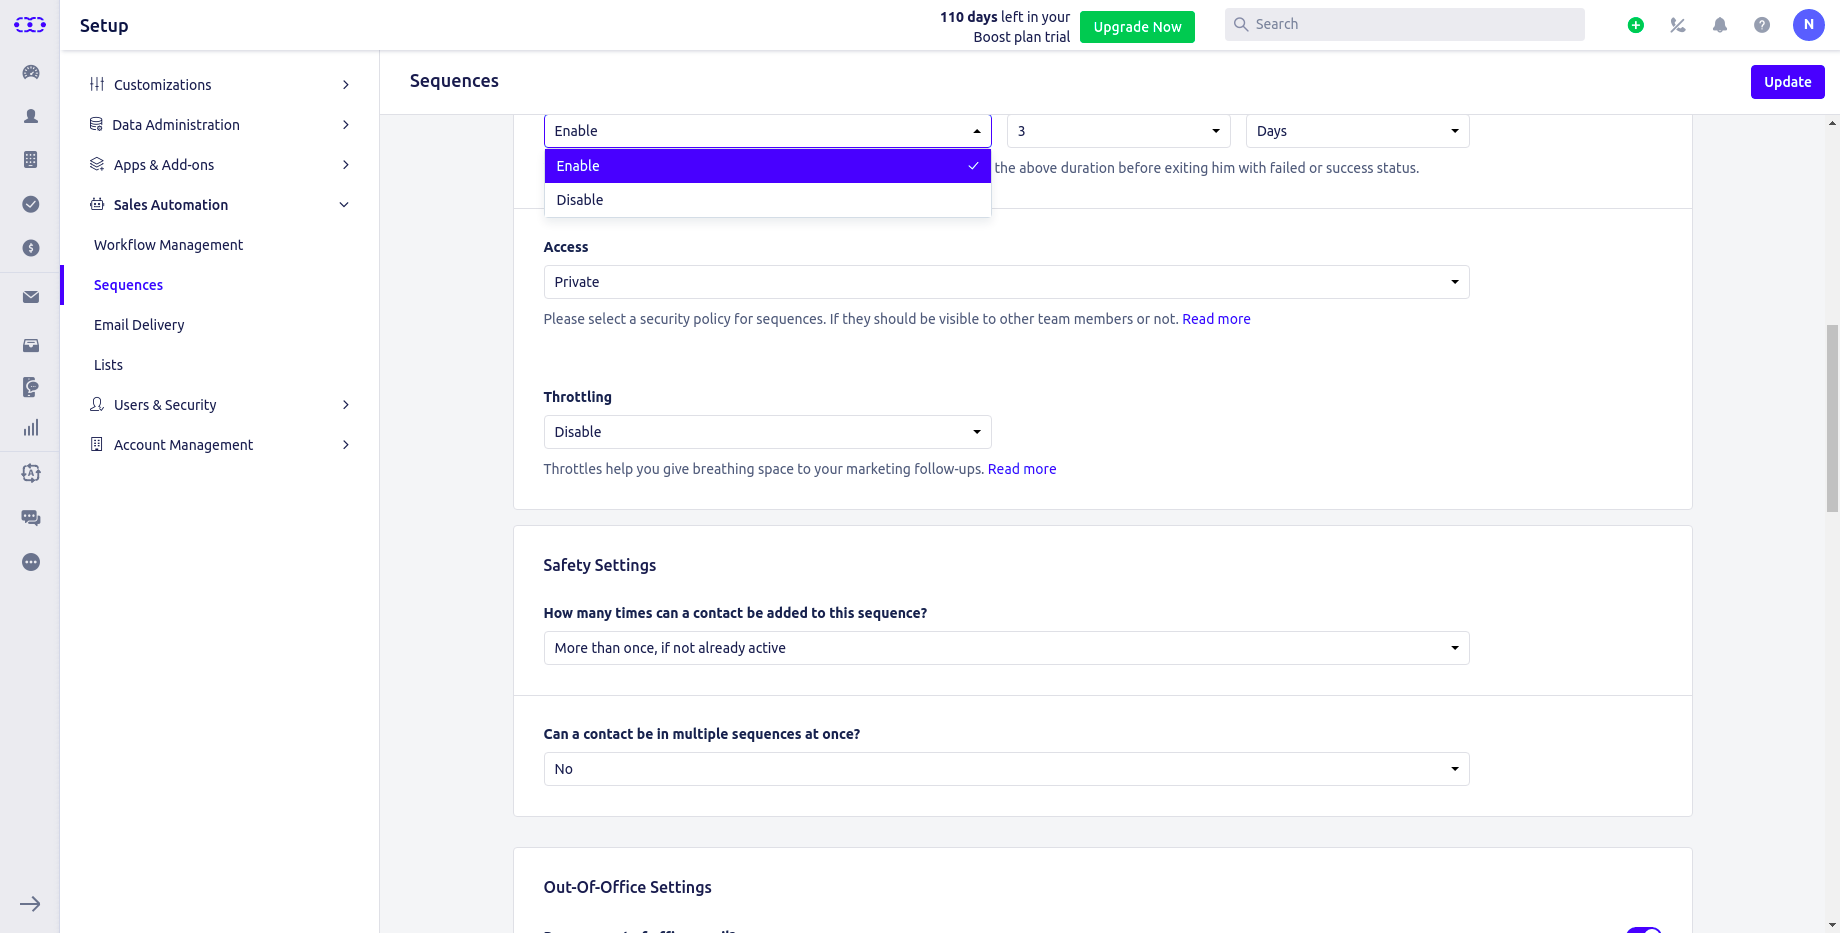 Setup
110 days left in your
Boost plan trial
Upgrade Now
Search
N
Customizations
Data Administration
Apps & Add-ons
Sales Automation
Workflow Management
Sequences
Email Delivery
Lists
Users & Security
Account Management
Sequences
Update
Enable
3
Days
Enable
Disable
the above duration before exiting him with failed or success status.
Access
Private
Please select a security policy for sequences. If they should be visible to other team members or not. Read more
Throttling
Disable
Throttles help you give breathing space to your marketing follow-ups. Read more
Safety Settings
How many times can a contact be added to this sequence?
More than once, if not already active
Can a contact be in multiple sequences at once?
No
Out-Of-Office Settings